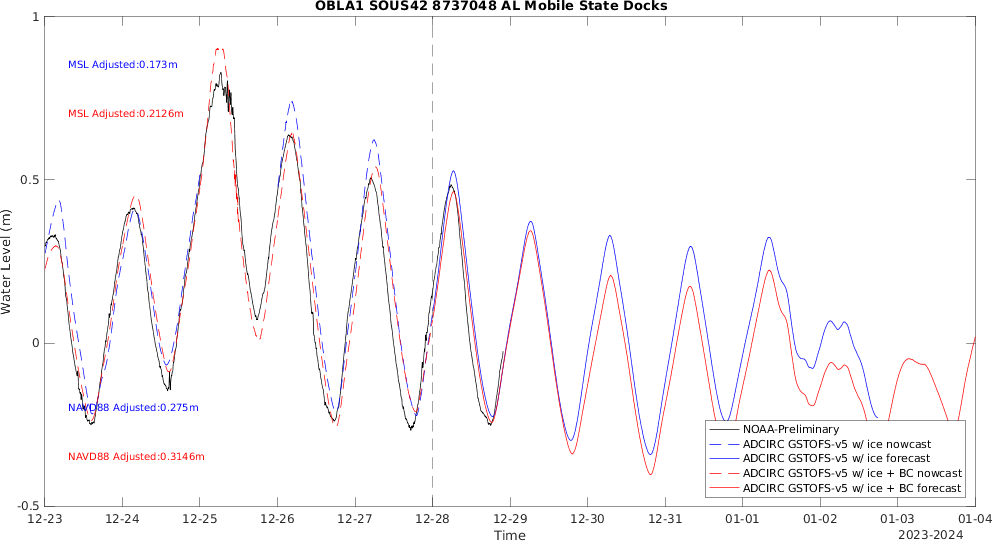 OBLA1 SOUS42 8737048 AL Mobile State Docks
1
MSL Adjusted:0.173m
MSL Adjusted:0.2126m
0.5
Water Level (m)
0
NAVD88 Adjusted:0.275m
NAVD88 Adjusted:0.3146m
NOAA-Preliminary
ADCIRC GSTOFS-v5 w/ ice nowcast
ADCIRC GSTOFS-v5 w/ ice forecast
ADCIRC GSTOFS-v5 w/ ice + BC nowcast
ADCIRC GSTOFS-v5 w/ ice + BC forecast
-0.5
12-23 12-24 12-25 12-26 12-27 12-28 12-29 12-30 12-31 01-01 01-02 01-03 01-04
Time
2023-2024